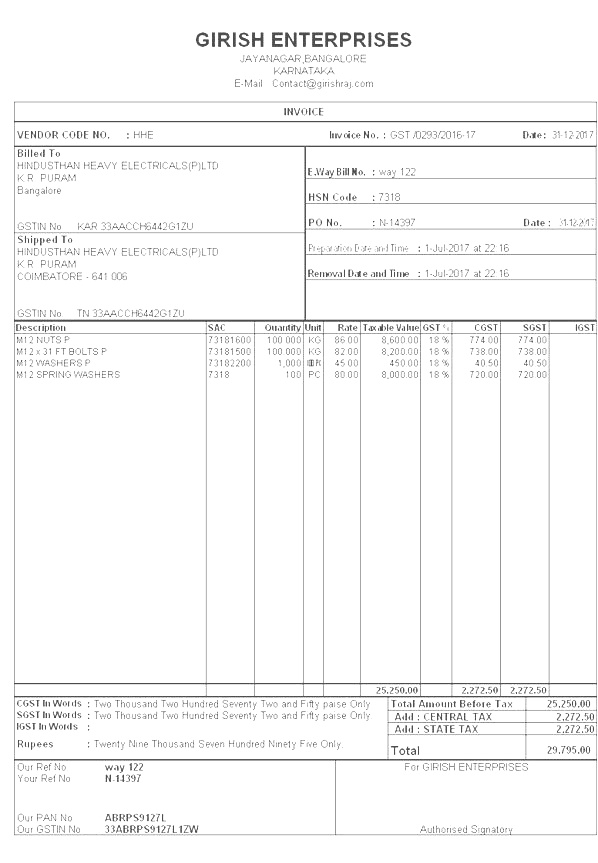 GIRISH ENTERPRISES
JAYANAGAR,BANGALORE
KARNATAKA
E-Mail Contact@girishraj.com
INVOICE
VENDOR CODE NO. : HHE Invoice No. : GST /0293/2016-17 Date : 31-12-2017
Billed To
HINDUSTHAN HEAVY ELECTRICALS(P)LTD
K.R. PURAM
Bangalore
GSTIN No KAR 33AACCH6442G1ZU
E.Way Bill No. : way 122
HSN Code : 7318
PO No. : N-14397 Date : 31-12-2017
Shipped To
HINDUSTHAN HEAVY ELECTRICALS(P)LTD
K.R. PURAM
COIMBATORE - 641 006
GSTIN No TN 33AACCH6442G1ZU
Preparation Date and Time : 1-Jul-2017 at 22:16
Removal Date and Time : 1-Jul-2017 at 22:16
Description SAC Quantity Unit Rate Taxable Value GST % CGST SGST IGST
M12 NUTS P 73181600 100.000 KG 86.00 8,600.00 18 % 774.00 774.00
M12 x 31 FT BOLTS P 73181500 100.000 KG 82.00 8,200.00 18 % 738.00 738.00
M12 WASHERS P 73182200 1,000 45.00 450.00 18 % 40.50 40.50
M12 SPRING WASHERS 7318 100 PC 80.00 8,000.00 18 % 720.00 720.00
25,250.00 2,272.50 2,272.50
CGST In Words : Two Thousand Two Hundred Seventy Two and Fifty paise Only
SGST In Words : Two Thousand Two Hundred Seventy Two and Fifty paise Only.
IGST In Words :
Rupees : Twenty Nine Thousand Seven Hundred Ninety Five Only.
Total Amount Before Tax 25,250.00
Add : CENTRAL TAX 2,272.50
Add : STATE TAX 2,272.50
Total 29,795.00
Our Ref No way 122
Your Ref No N-14397
Our PAN No ABRPS9127L
Our GSTIN No 33ABRPS9127L1ZW
For GIRISH ENTERPRISES
Authorised Signatory